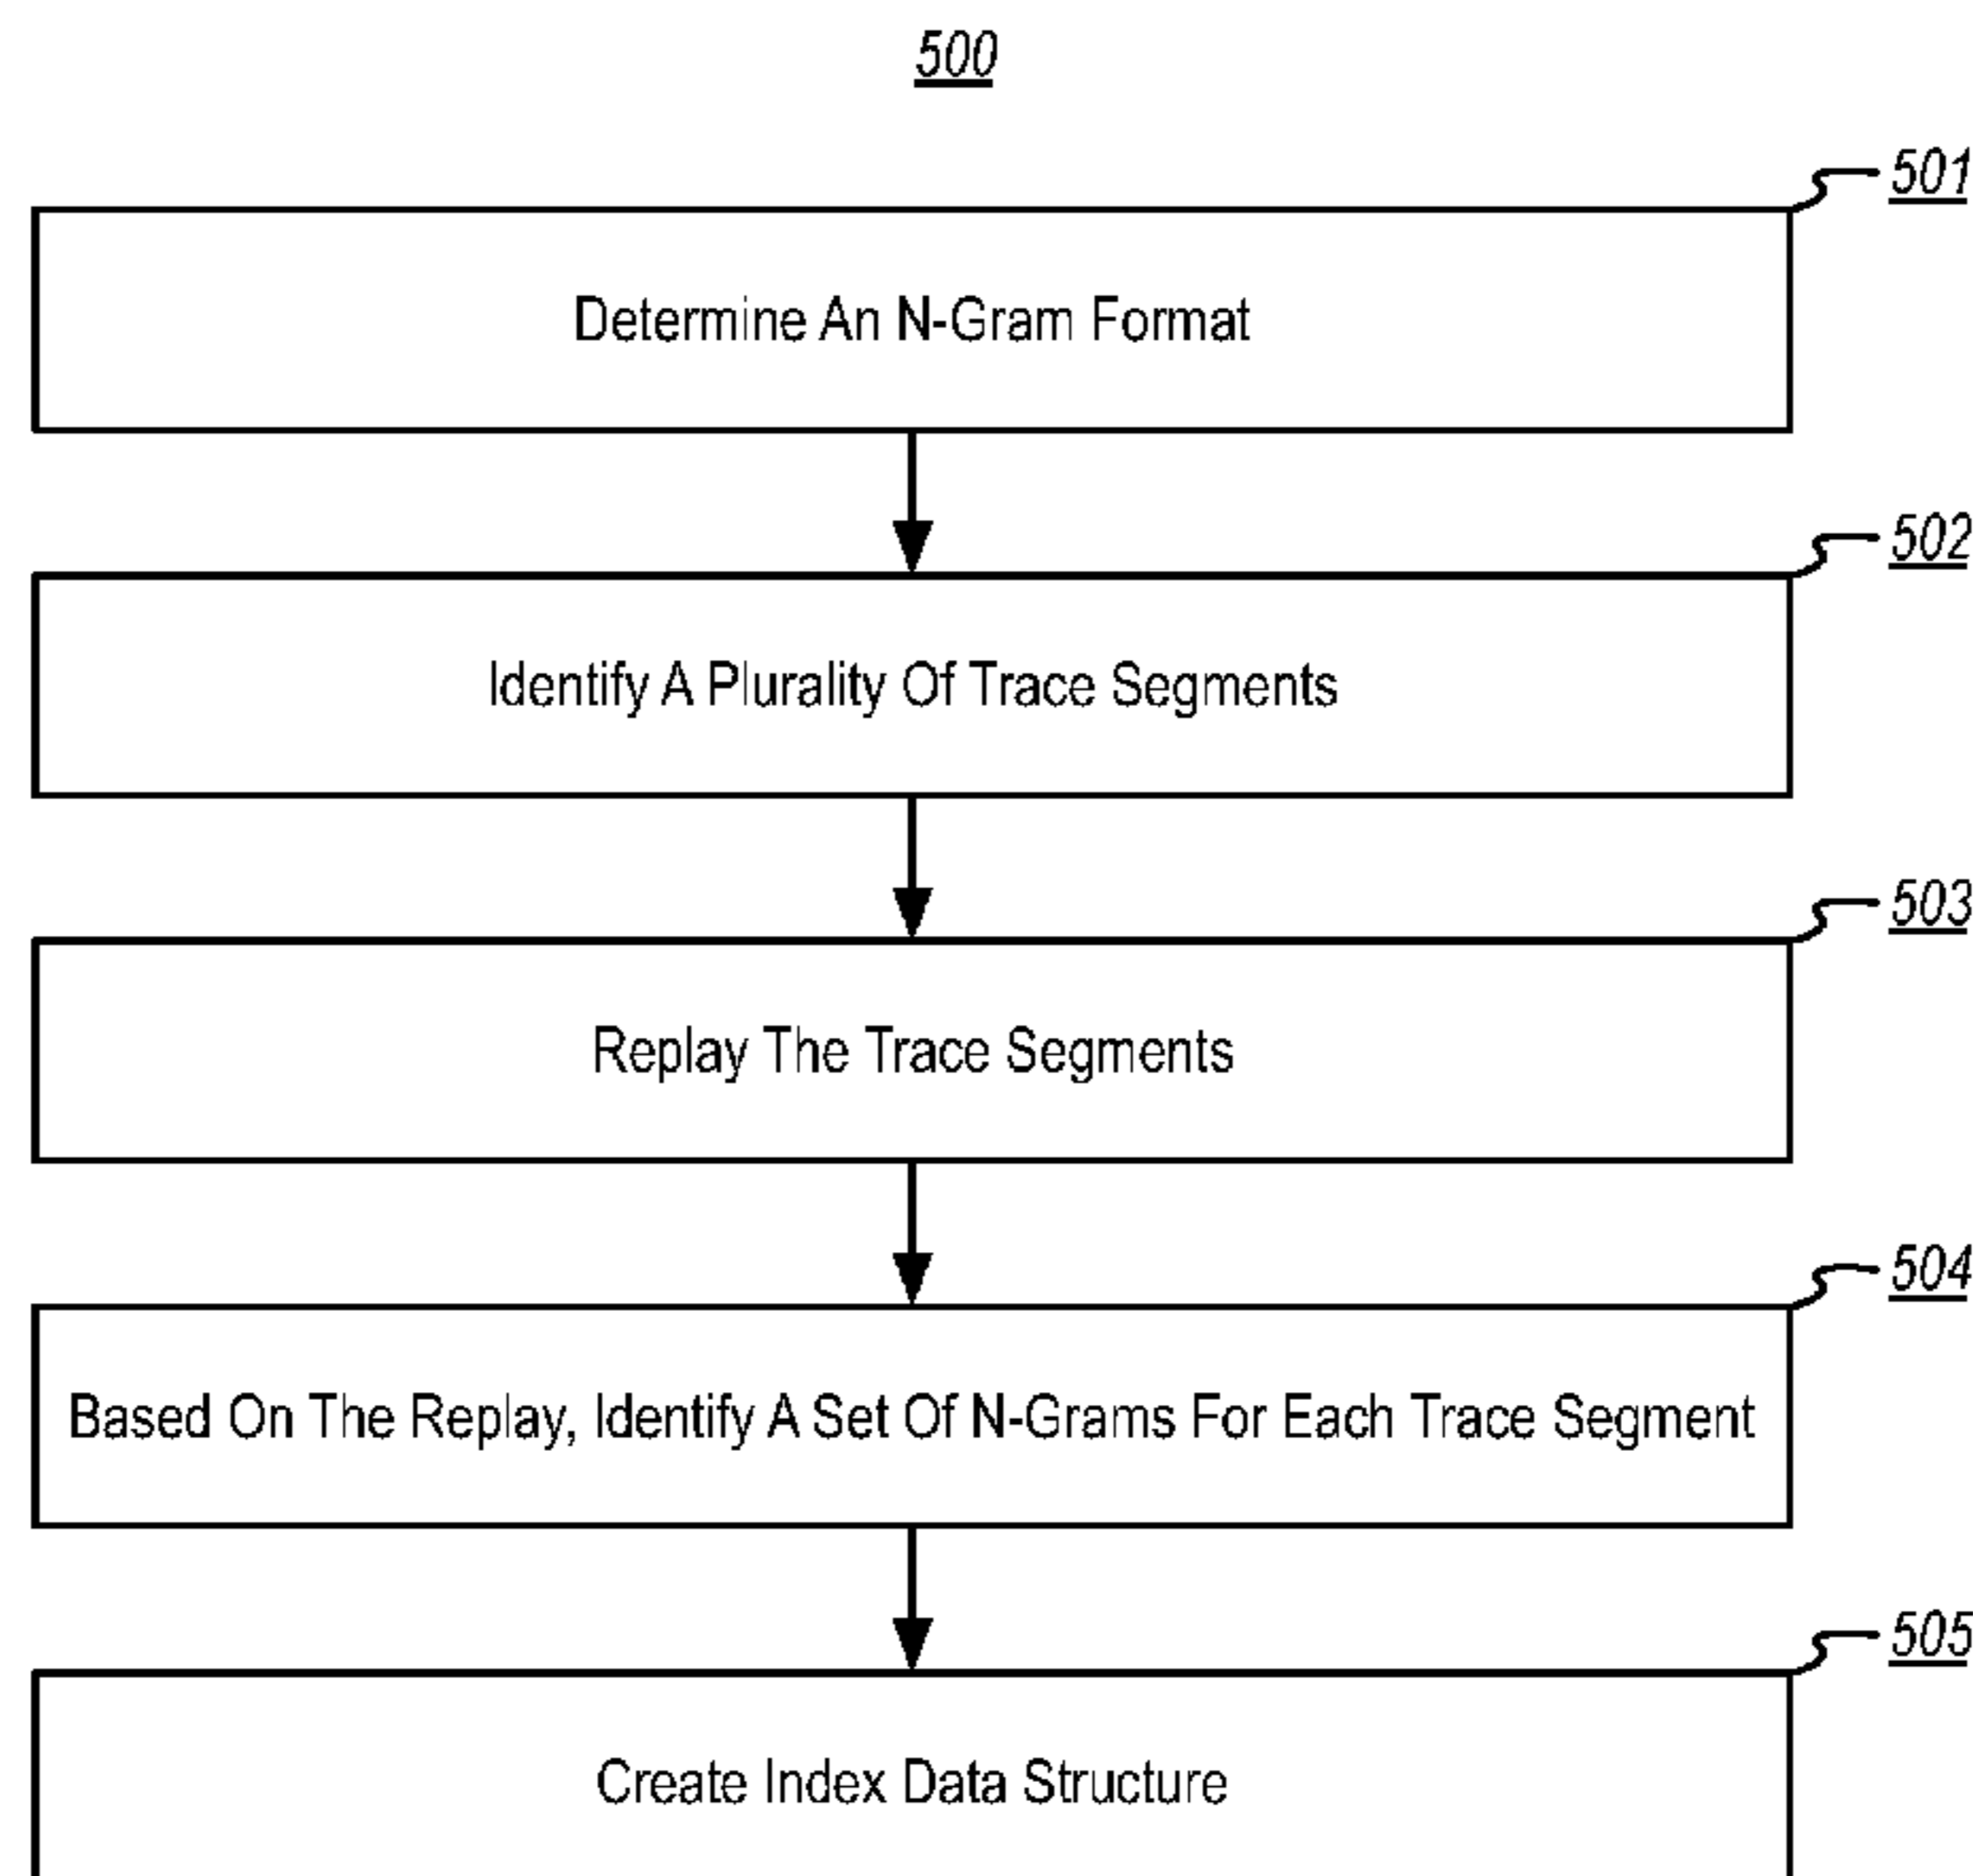 500
501
Determine An N-Gram Format
502
Identify A Plurality Of Trace Segments
503
Replay The Trace Segments
504
Based On The Replay, Identify A Set Of N-Grams For Each Trace Segment
505
Create Index Data Structure